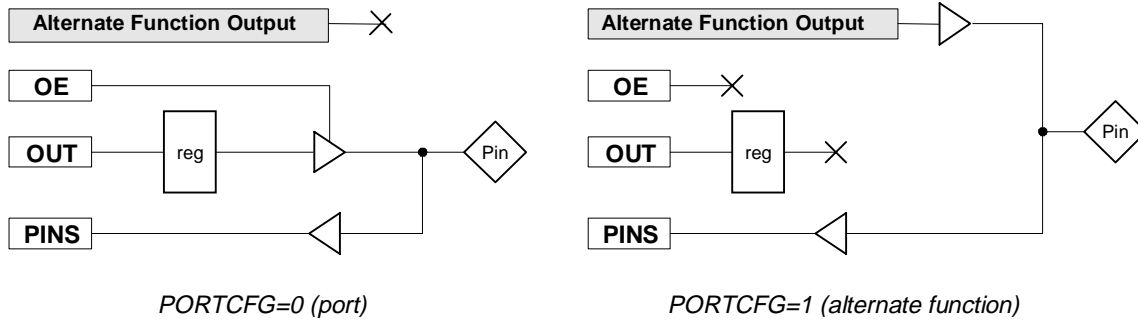 Alternate Function Output
OE
OUT
reg
Pin
PINS
PORTCFG=0 (port)
Alternate Function Output
OE
OUT
reg
Pin
PINS
PORTCFG=1 (alternate function)